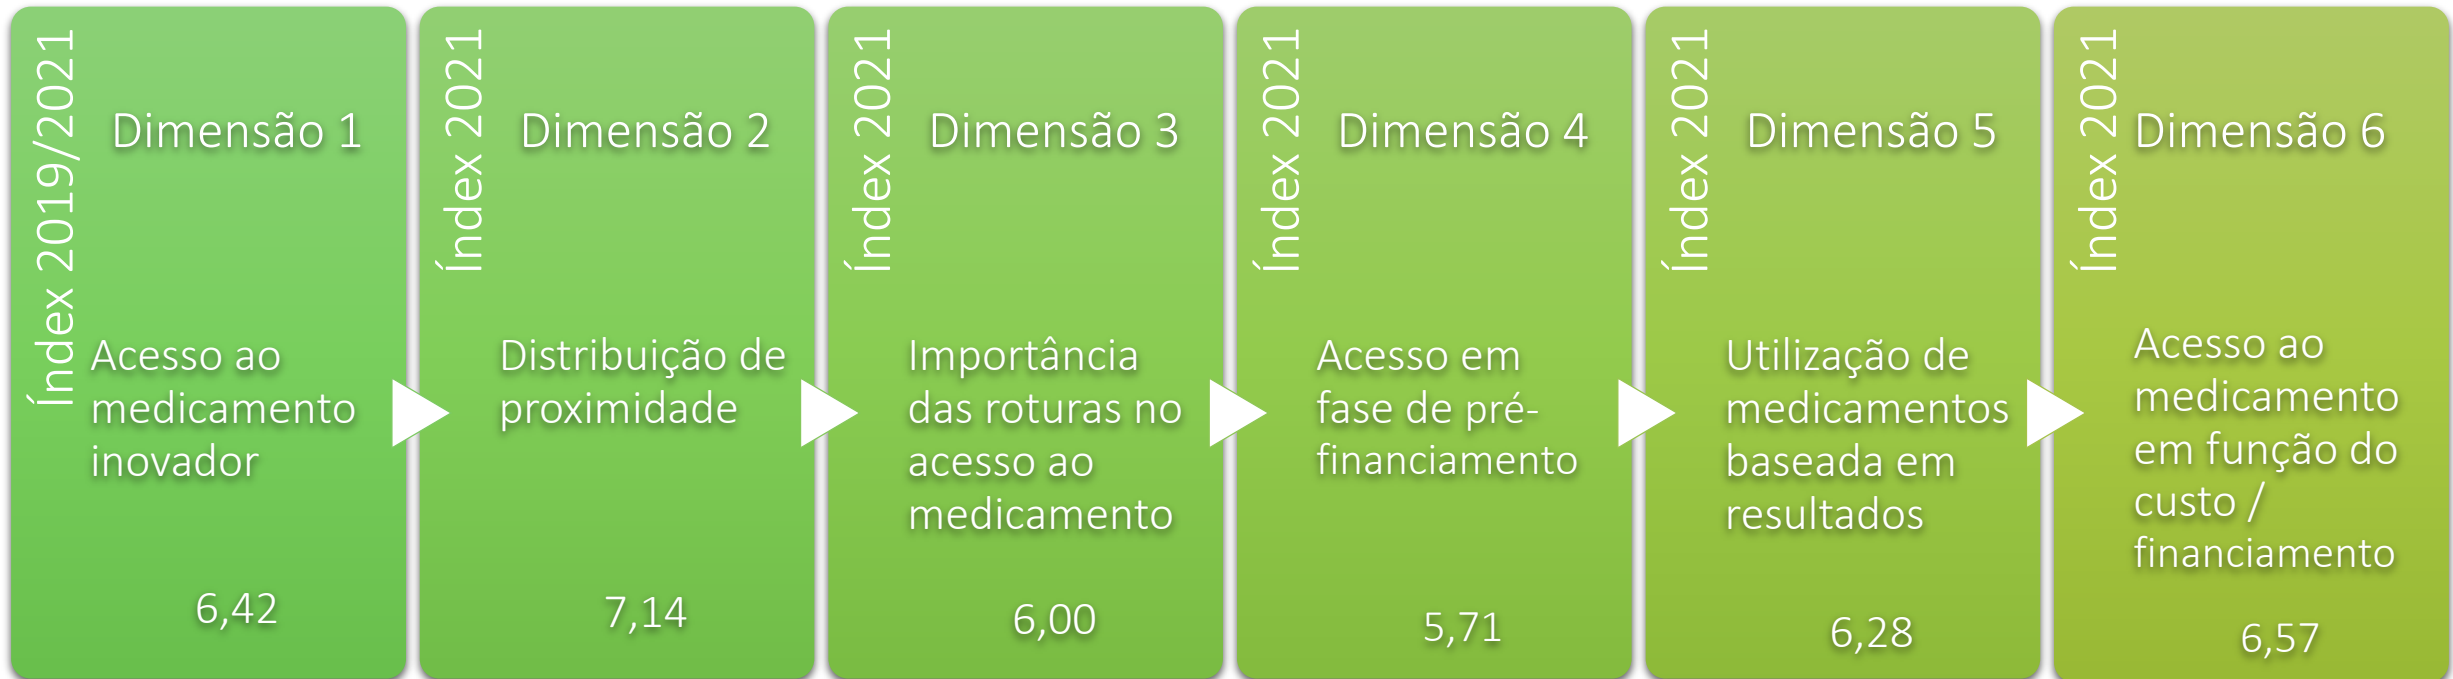 Índex 2019/2021
Dimensão 1
Acesso ao
medicamento
inovador
6,42
Índex 2021
Dimensão 2
Distribuição de
proximidade
7,14
Índex 2021
Dimensão 3
Importância
das roturas no
acesso ao
medicamento
6,00
Índex 2021
Dimensão 4
Acesso em
fase de pré-
financiamento
5,71
Índex 2021
Dimensão 5
Utilização de
medicamentos
baseada em
resultados
6,28
Índex 2021
Dimensão 6
Acesso ao
medicamento
em função do
custo /
financiamento
6,57